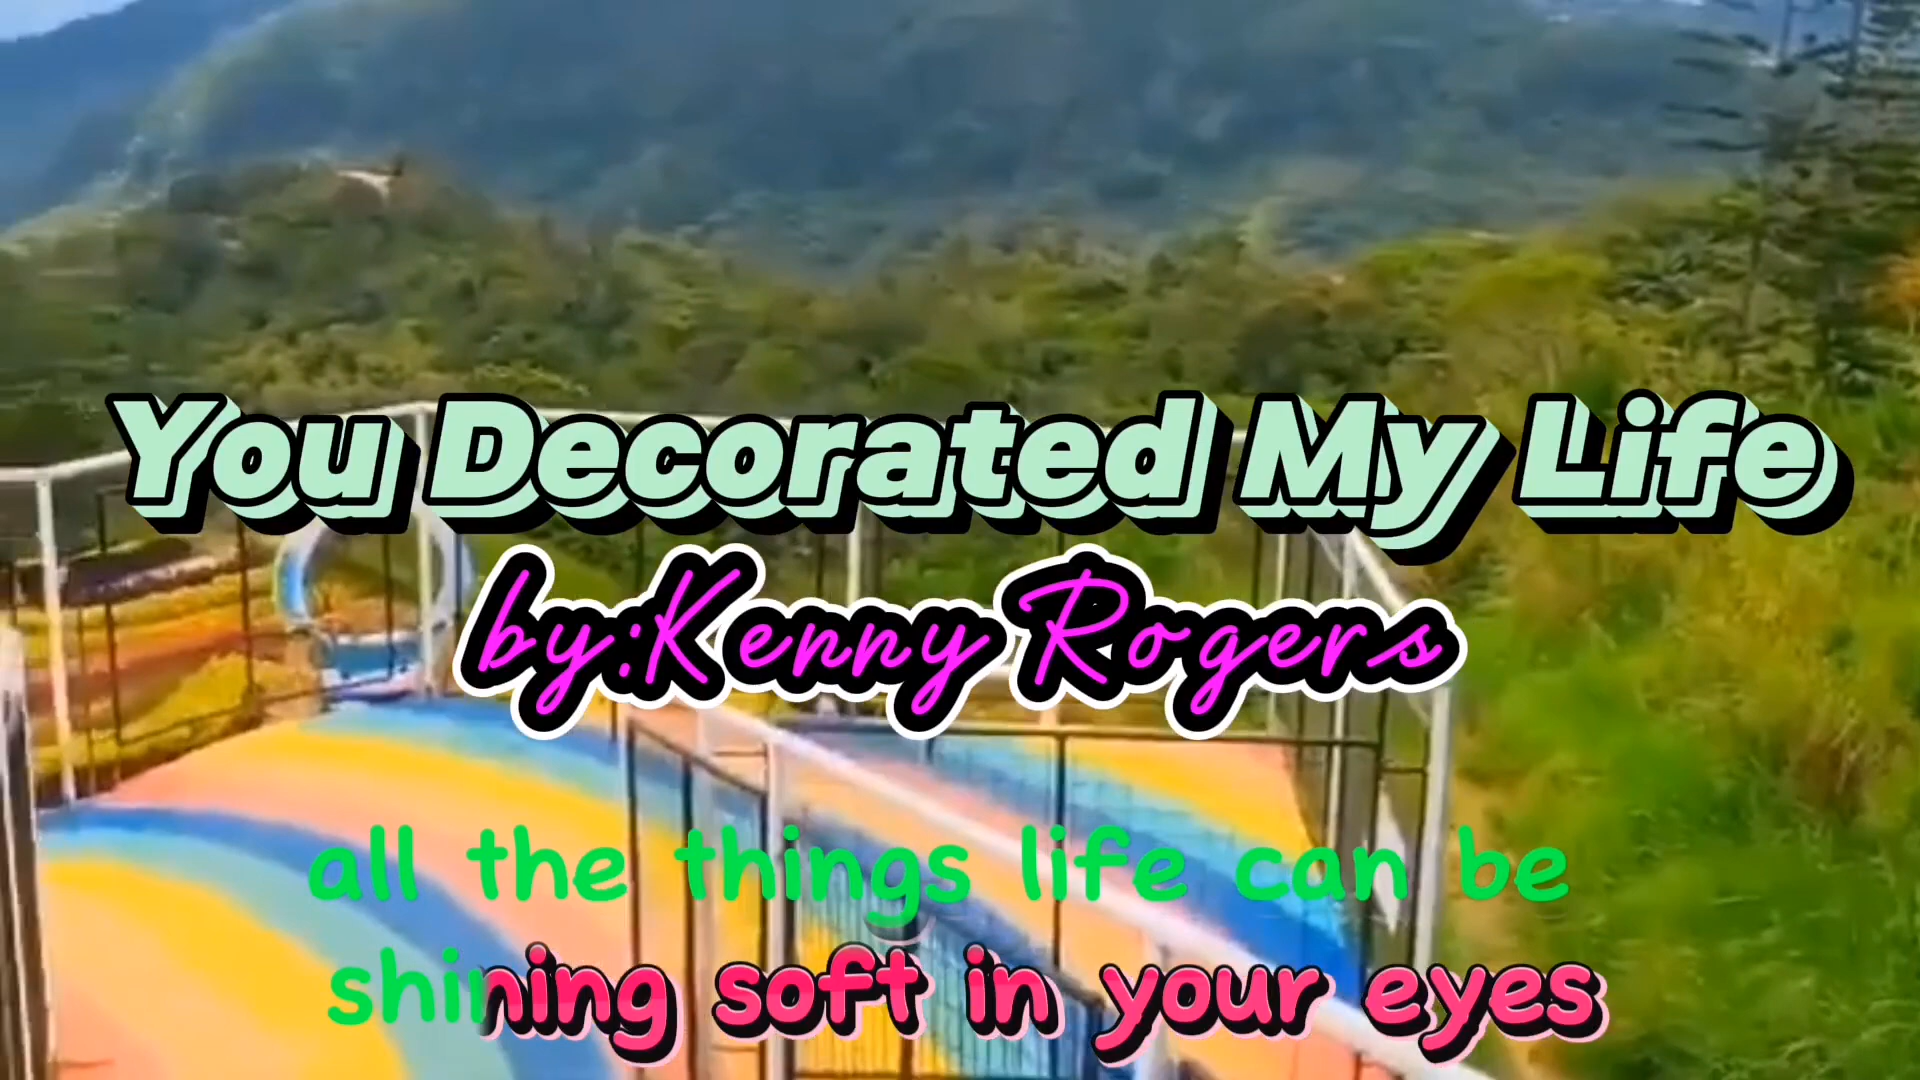 You Decorated My Life
by:Kenny Rogers
all the things life can be
shining soft in your eyes